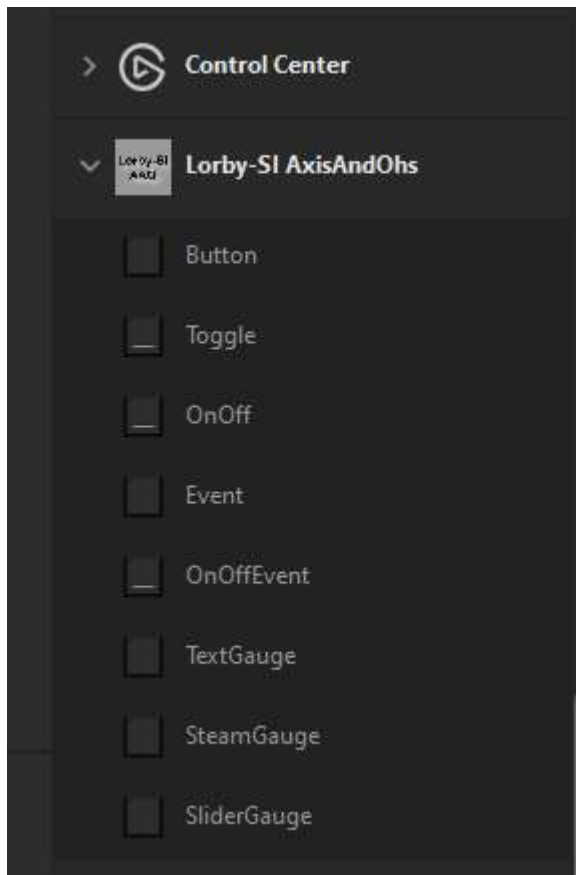 Control Center
Lorby-SI AxisAndOhs
Button
Toggle
OnOff
Event
OnOffEvent
TextGauge
SteamGauge
SliderGauge